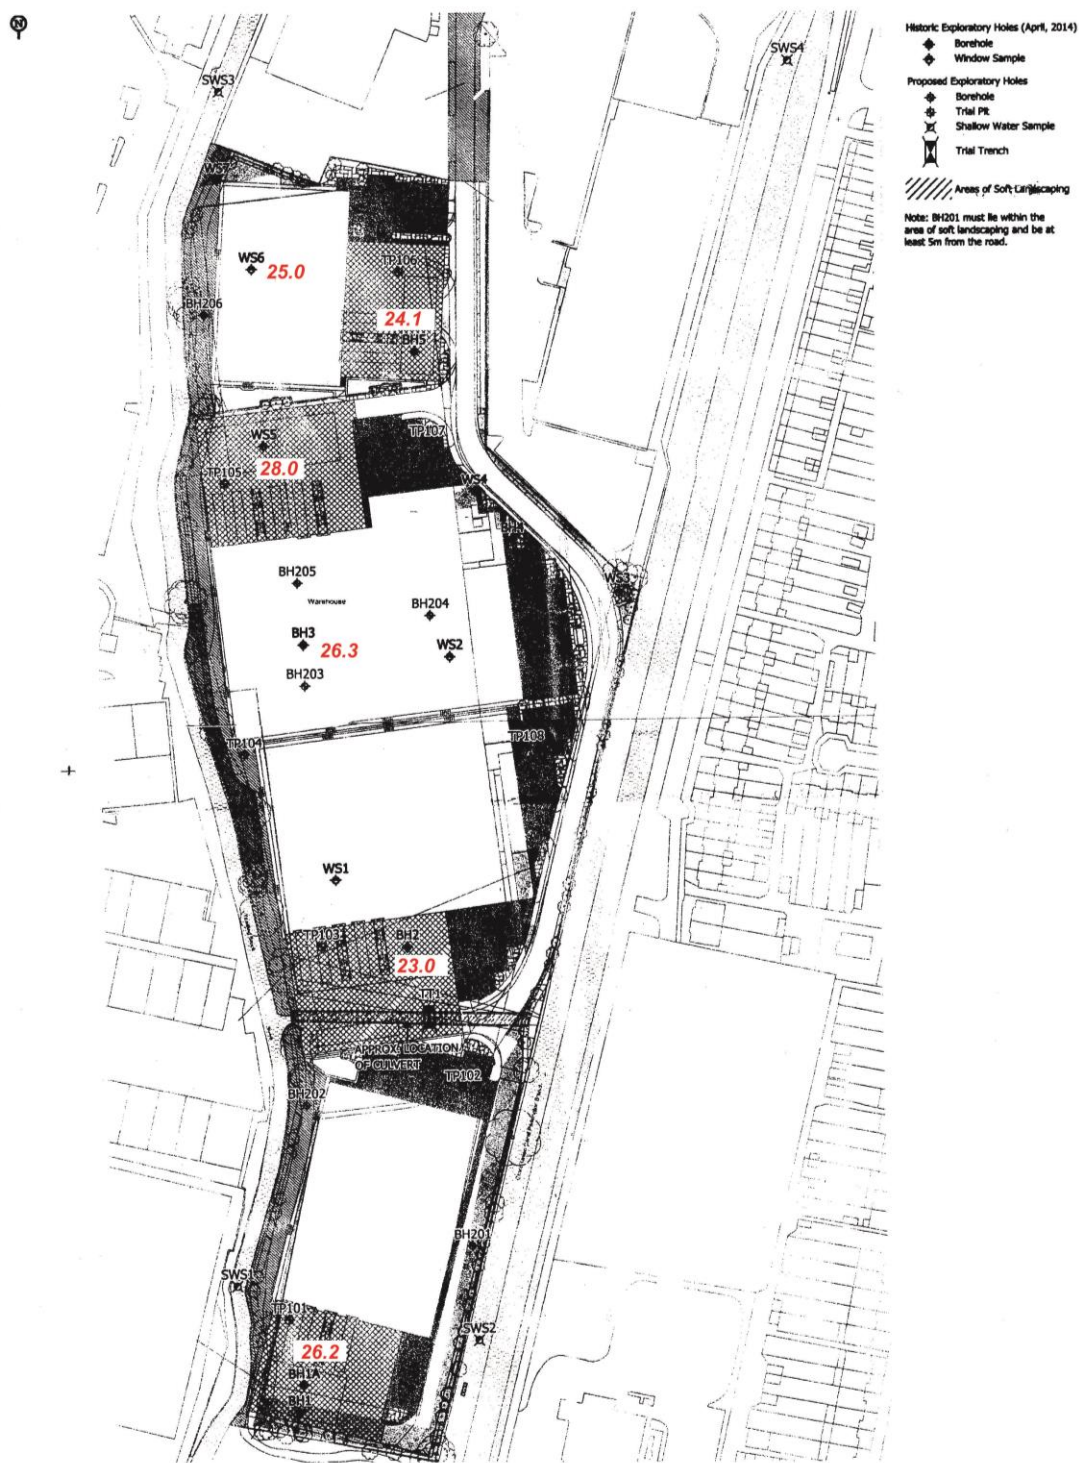 N
Historic Exploratory Holes (April, 2014)
Borehole
Window Sample
Proposed Exploratory Holes
Borehole
Trial Pit
Shallow Water Sample
Trial Trench
Areas of Soft Landscaping
Note: BH201 must lie within the
area of soft landscaping and be at
least 5m from the road.
SWS4
SWS3
WS7
WS6
25.0
TP106
BH206
24.1
BH5
TP107
WS5
28.0
TP105
WS4
BH4
WS3
BH205
Warehouse
BH204
BH3
26.3
WS2
BH203
TP104
TP108
WS1
TP103
BH2
23.0
TT1
APPROX. LOCATION
OF CULVERT
TP102
BH202
BH201
SWS1
TP101
SWS2
26.2
BH1A
BH1